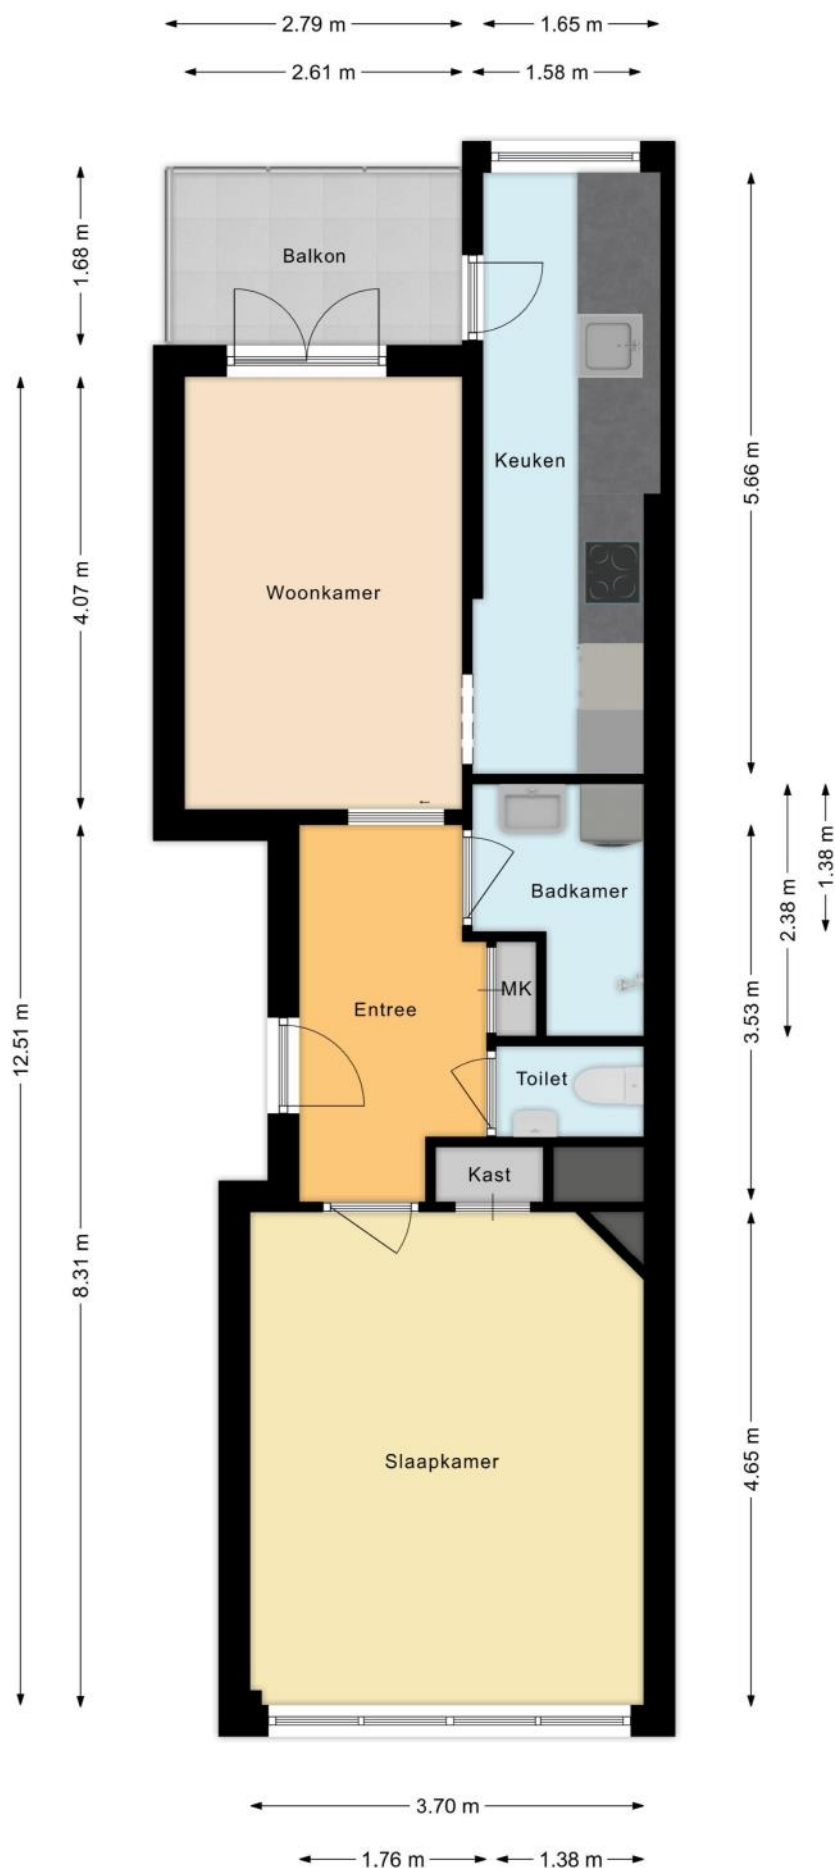 2.79 m
1.65 m
2.61 m
1.58 m
Balkon
1.68 m
Keuken
5.66 m
Woonkamer
4.07 m
Badkamer
1.38 m
2.38 m
MK
Entree
3.53 m
12.51 m
Toilet
Kast
8.31 m
Slaapkamer
4.65 m
3.70 m
1.76 m
1.38 m